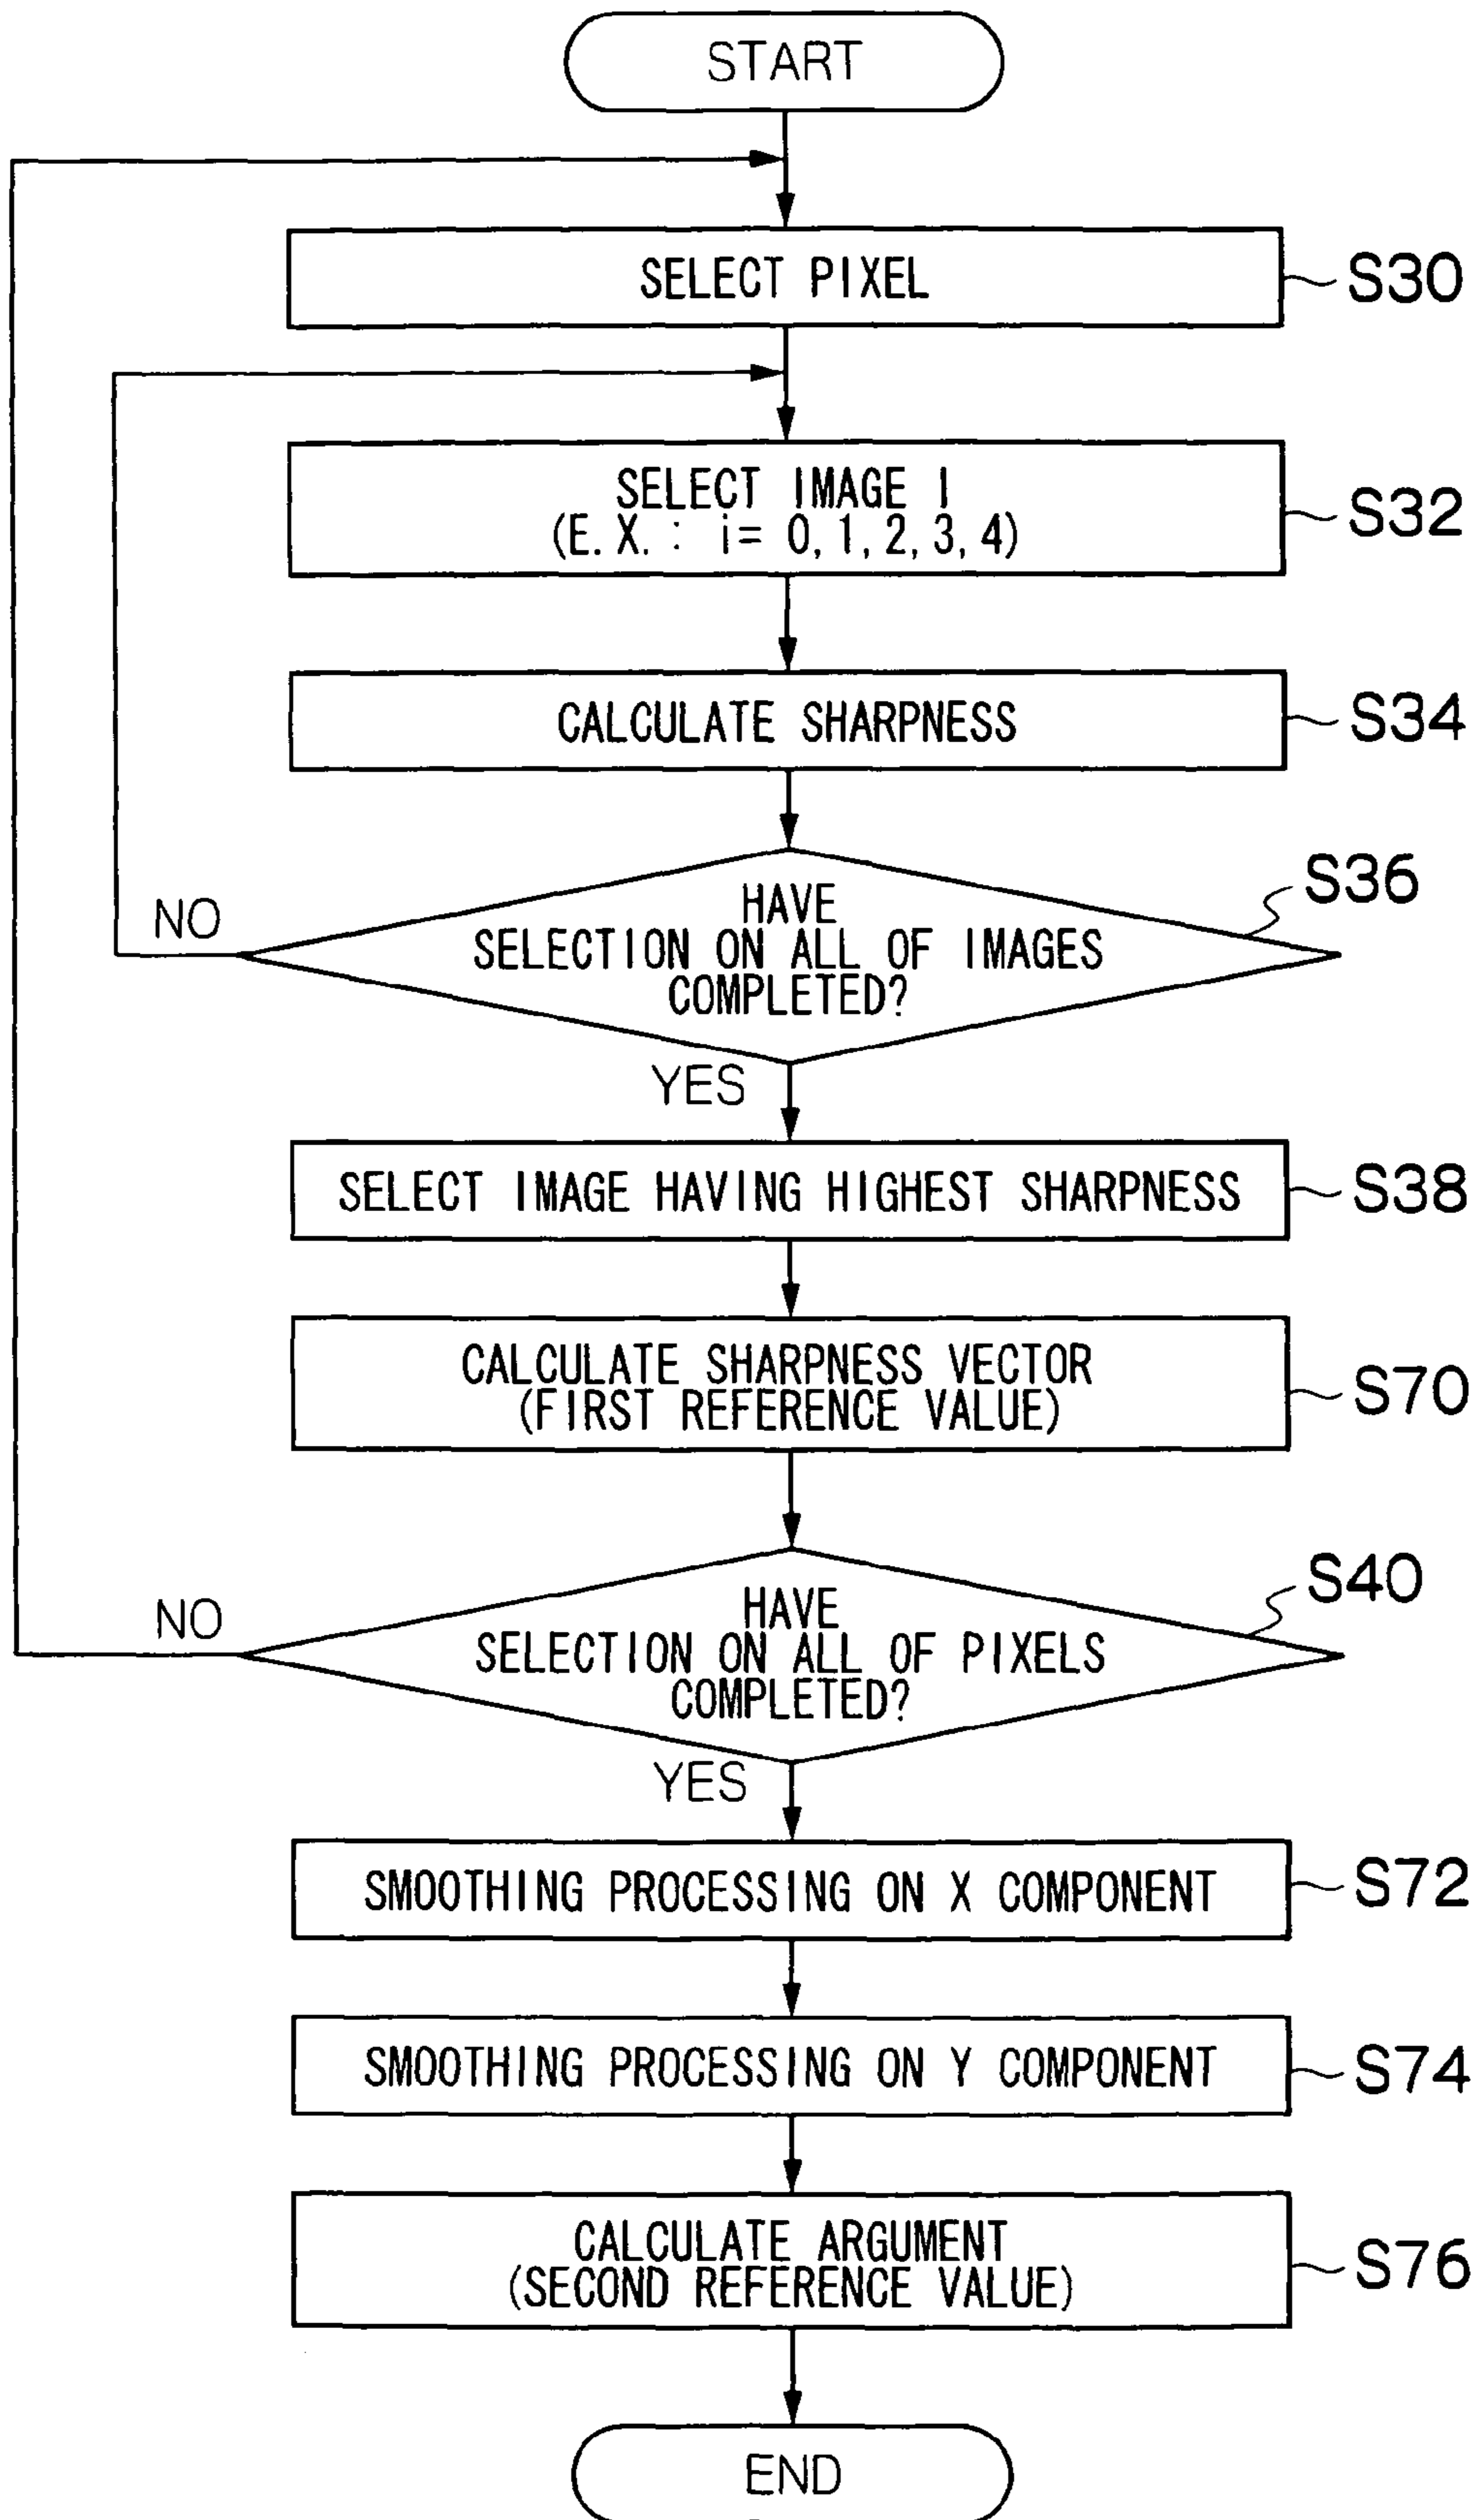 START
SELECT PIXEL
S30
SELECT IMAGE I
(E.X. : i= 0,1,2,3,4)
S32
CALCULATE SHARPNESS
S34
S36
HAVE
SELECTION ON ALL OF IMAGES
COMPLETED?
NO
YES
SELECT IMAGE HAVING HIGHEST SHARPNESS
S38
CALCULATE SHARPNESS VECTOR
(FIRST REFERENCE VALUE)
S70
S40
HAVE
SELECTION ON ALL OF PIXELS
COMPLETED?
NO
YES
SMOOTHING PROCESSING ON X COMPONENT
S72
SMOOTHING PROCESSING ON Y COMPONENT
S74
CALCULATE ARGUMENT
(SECOND REFERENCE VALUE)
S76
END